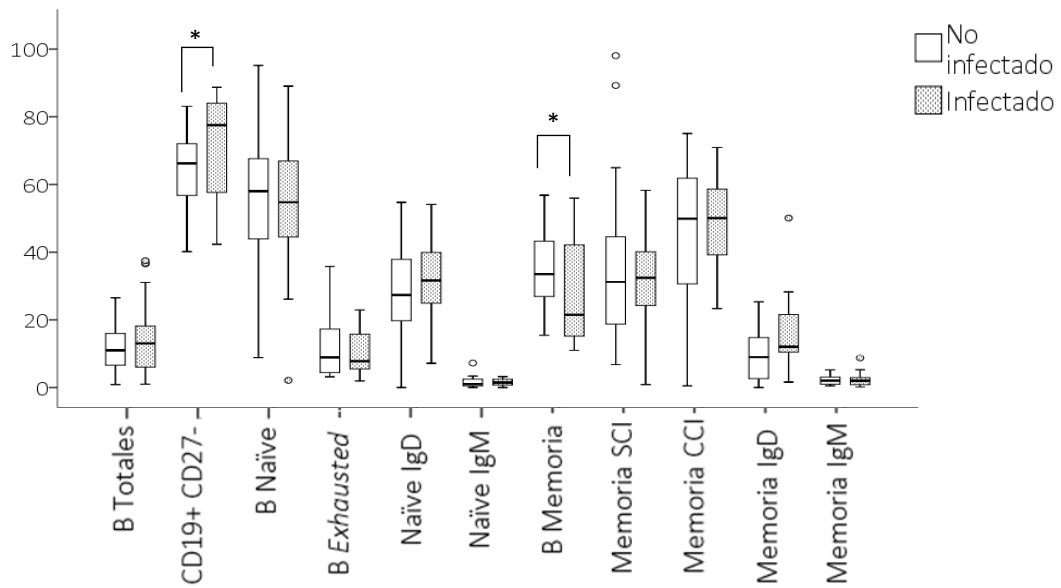 100
80
60
40
20
0
*
*
No
infectado
Infectado
B Totales
CD19+ CD27-
B Naïve
B Exhausted
Naïve IgD
Naïve IgM
B Memoria
Memoria SCI
Memoria CCI
Memoria IgD
Memoria IgM